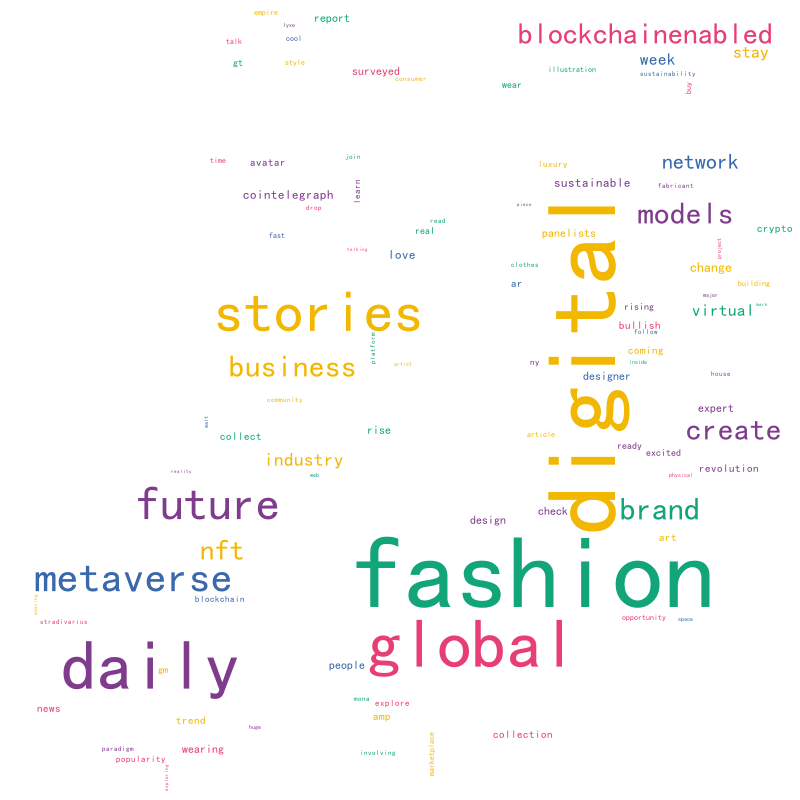 empire
report
lyxe
blockchainenabled
talk
cool
stay
gt
style
week
surveyed
illustration
sustainability
consumer
wear
buy
time
avatar
join
luxury
network
cointelegraph
learn
sustainable
fabricant
drop
piece
models
read
real
fast
panelists
crypto
talking
love
digital
clothes
change
ar
building
major
stories
rising
virtual
mark
bullish
follow
platform
coming
business
artist
ny
inside
designer
house
community
wait
expert
collect
rise
article
create
ready
excited
industry
reality
web
physical
revolution
future
check
brand
design
art
nft
fashion
metaverse
blockchain
stradivarius
opportunity
space
global
daily
gm
people
mona
explore
news
amp
trend
huge
collection
paradigm
wearing
involving
marketplace
popularity
exploring